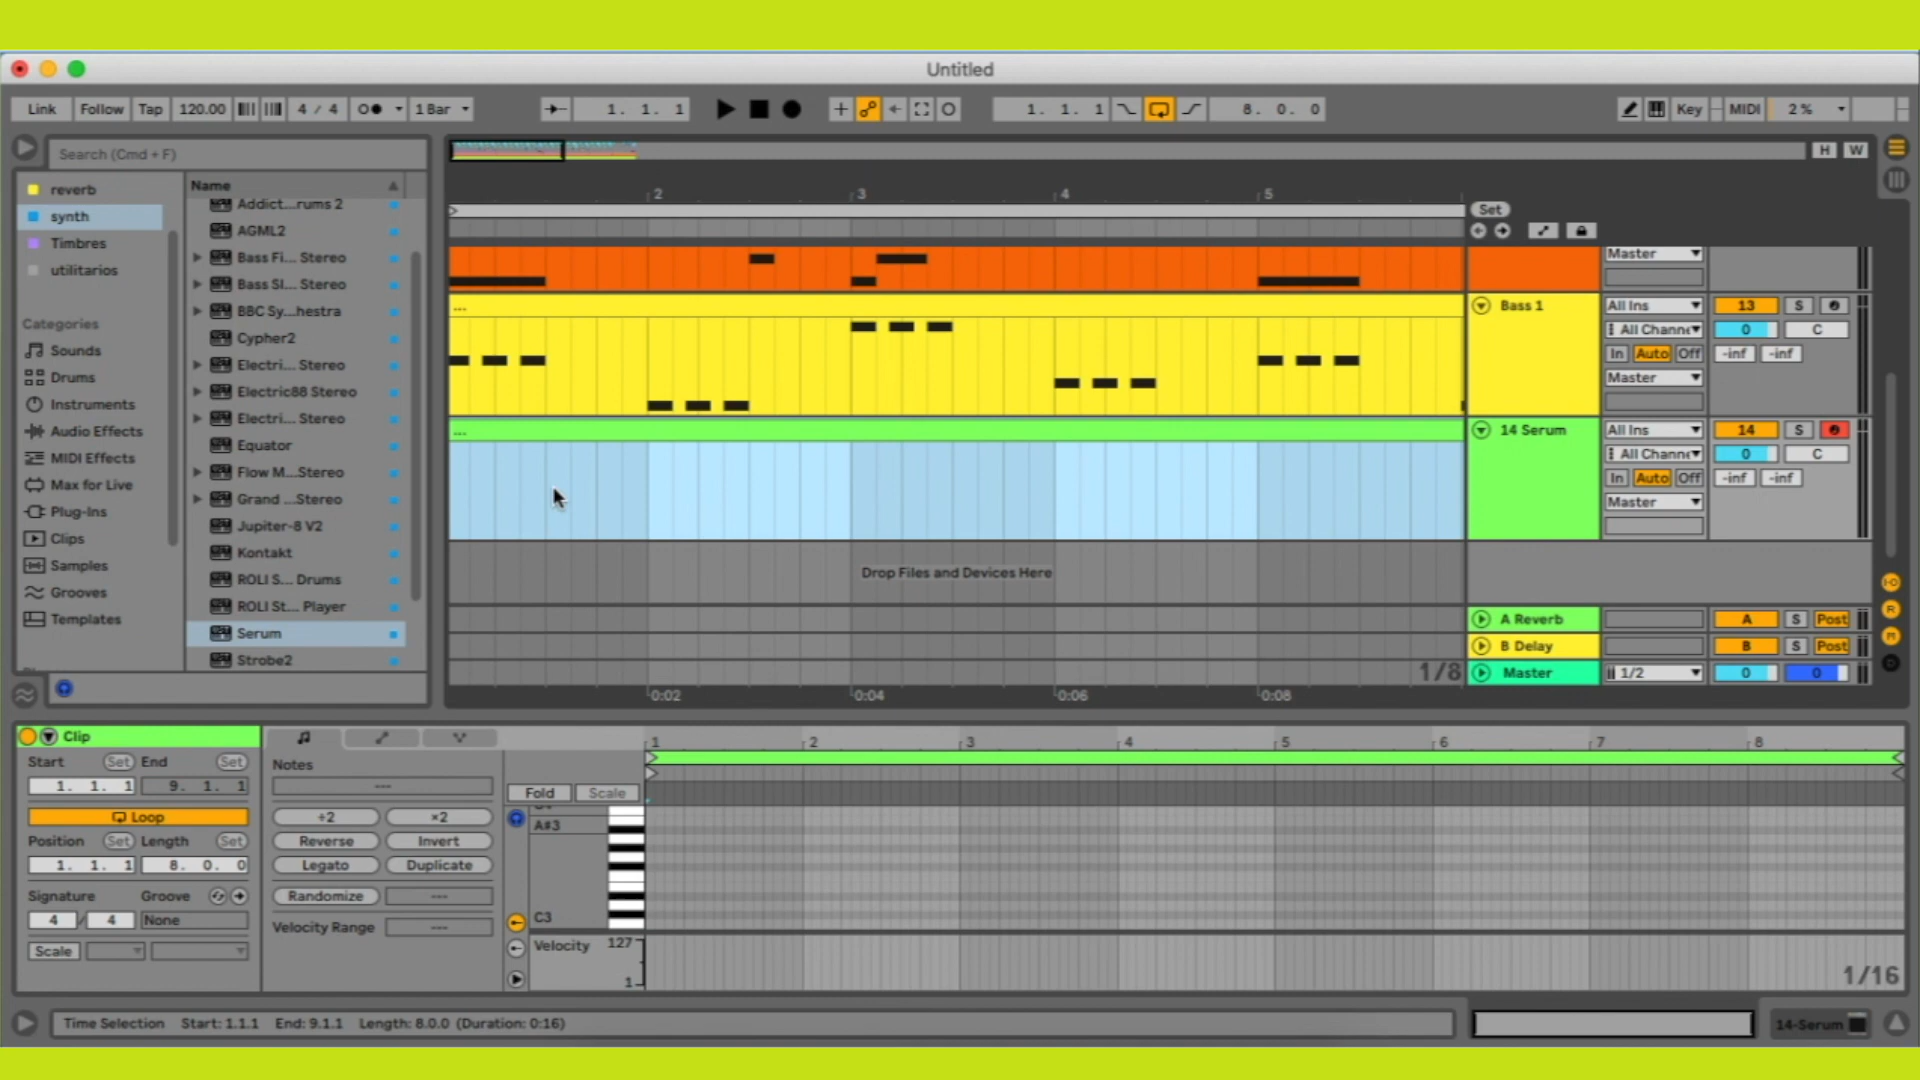 Untitled
Link Follow Tap 120.00 4 / 4 1 Bar 1. 1. 1 1. 1. 1 8. 0. 0 Key MIDI 2 %
Search (Cmd + F)
H W
reverb
synth
Timbres
utilitarios
Categories
Sounds
Drums
Instruments
Audio Effects
MIDI Effects
Max for Live
Plug-Ins
Clips
Samples
Grooves
Templates
Name
Addict...rums 2
AGML2
Bass Fi... Stereo
Bass Sl... Stereo
BBC Sy...hestra
Cypher2
Electri... Stereo
Electric88 Stereo
Electri... Stereo
Equator
Flow M...Stereo
Grand ...Stereo
Jupiter-8 V2
Kontakt
ROLI S... Drums
ROLI St... Player
Serum
Strobe2
2 3 4 5
Set
Master
Bass 1 All Ins 13 S
All Channe 0 C
In Auto Off -inf -inf
Master
14 Serum All Ins 14 S
All Channe 0 C
In Auto Off -inf -inf
Master
Drop Files and Devices Here
A Reverb A S Post
B Delay B S Post
1/8 Master 1/2 0 0
0:02 0:04 0:06 0:08
Clip
Start Set End Set
1. 1. 1 9. 1. 1
Loop
Position Set Length Set
1. 1. 1 8. 0. 0
Signature Groove
4 / 4 None
Scale
Notes
---
÷2 ×2
Reverse Invert
Legato Duplicate
Randomize ---
Velocity Range ---
Fold Scale
A#3
C3
Velocity 127
1
1 2 3 4 5 6 7 8
1/16
Time Selection Start: 1.1.1 End: 9.1.1 Length: 8.0.0 (Duration: 0:16)
14-Serum